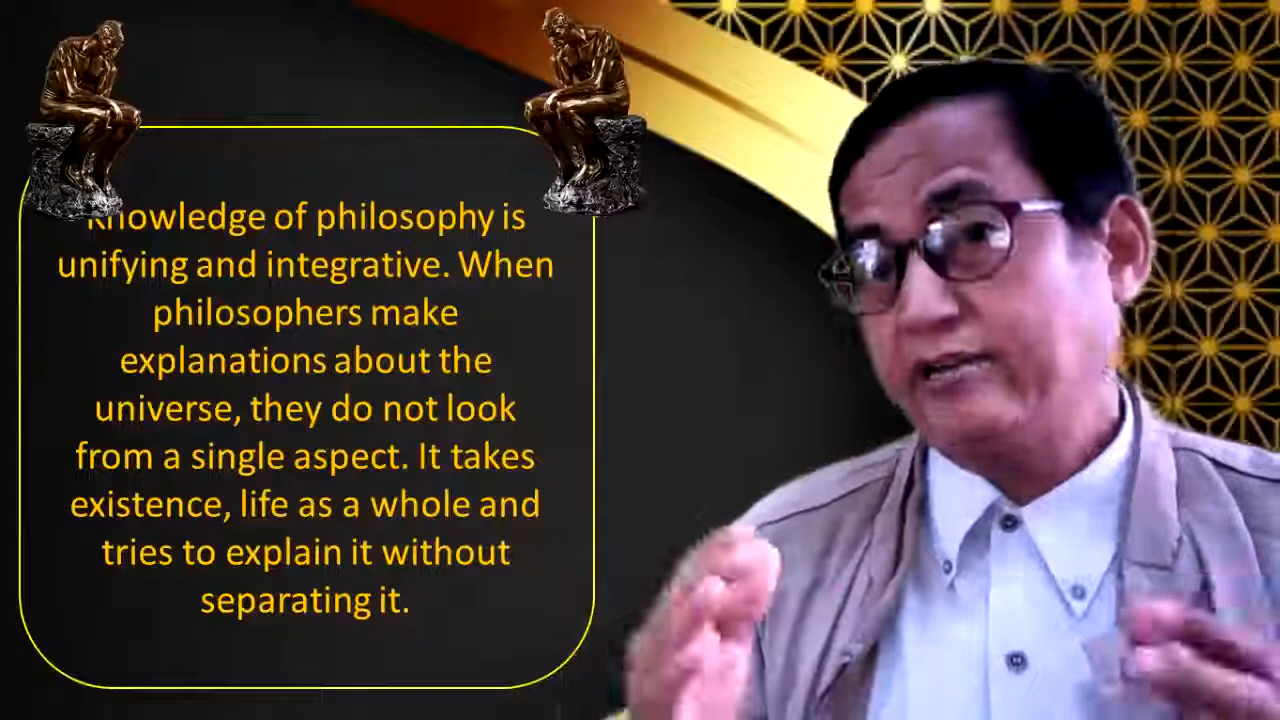 Knowledge of philosophy is
unifying and integrative. When
philosophers make
explanations about the
universe, they do not look
from a single aspect. It takes
existence, life as a whole and
tries to explain it without
separating it.